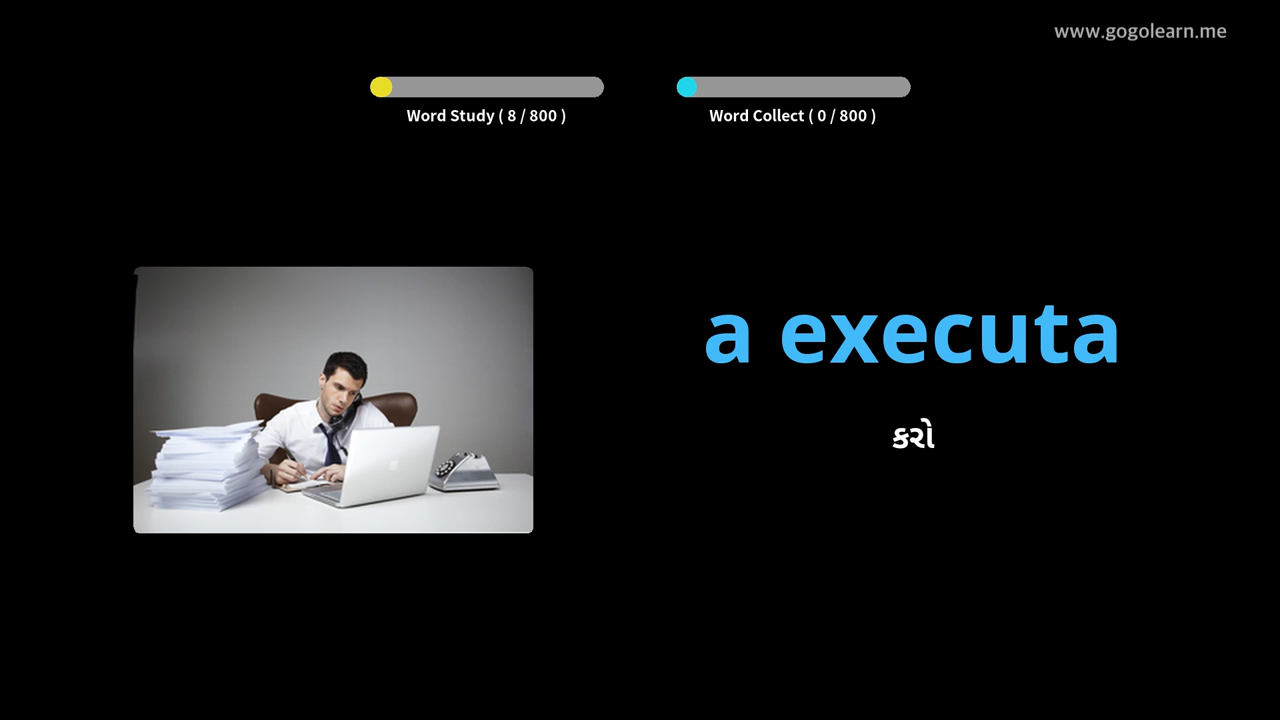 www.gogolearn.me
Word Study ( 8 / 800 )
Word Collect ( 0 / 800 )
a executa
કરો